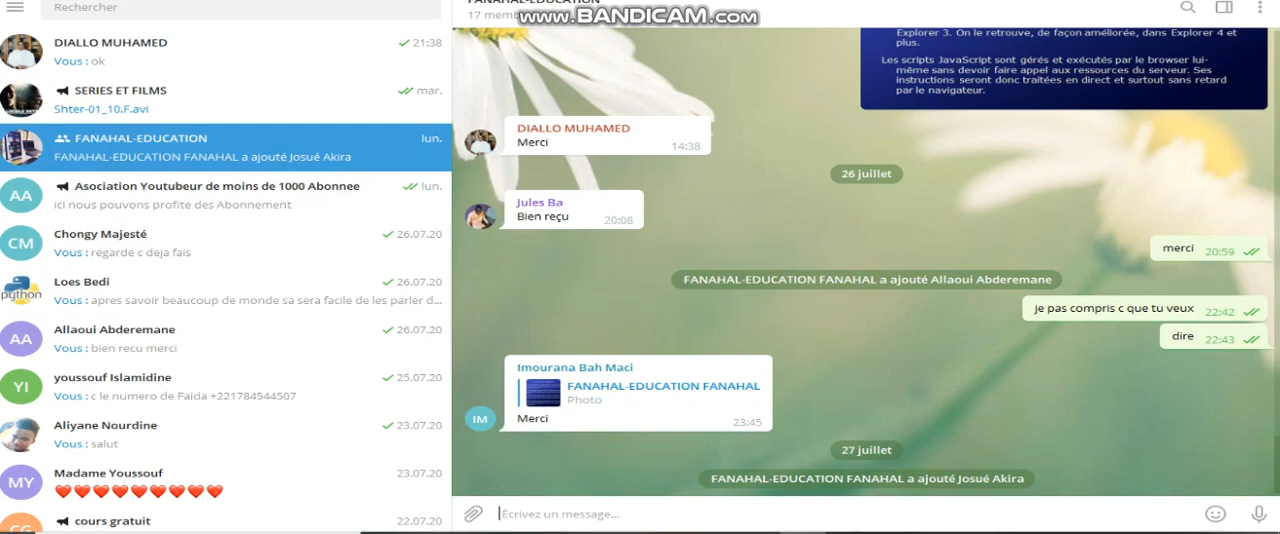 Rechercher
DIALLO MUHAMED
21:38
Vous : ok
SERIES ET FILMS
mar.
Shter-01_10.F.avi
FANAHAL-EDUCATION
lun.
FANAHAL-EDUCATION FANAHAL a ajouté Josué Akira
AA
Asociation Youtubeur de moins de 1000 Abonnee
lun.
ici nous pouvons profite des Abonnement
CM
Chongy Majesté
26.07.20
Vous : regarde c deja fais
python
Loes Bedi
26.07.20
Vous : apres savoir beaucoup de monde sa sera facile de les parler d...
AA
Allaoui Abderemane
26.07.20
Vous : bien recu merci
YI
youssouf Islamidine
25.07.20
Vous : c le numero de Faida +221784544507
Aliyane Nourdine
23.07.20
Vous : salut
MY
Madame Youssouf
23.07.20
❤❤❤❤❤❤❤❤❤
CG
cours gratuit
22.07.20
FANAHAL-EDUCATION
www.BANDICAM.com
Explorer 3. On le retrouve, de façon améliorée, dans Explorer 4 et
plus.
Les scripts JavaScript sont gérés et exécutés par le browser lui-
même sans devoir faire appel aux ressources du serveur. Ses
instructions seront donc traitées en direct et surtout sans retard
par le navigateur.
DIALLO MUHAMED
Merci
14:38
26 juillet
Jules Ba
Bien reçu
20:08
merci
20:59
FANAHAL-EDUCATION FANAHAL a ajouté Allaoui Abderemane
je pas compris c que tu veux
22:42
dire
22:43
Imourana Bah Maci
FANAHAL-EDUCATION FANAHAL
Photo
IM
Merci
23:45
27 juillet
FANAHAL-EDUCATION FANAHAL a ajouté Josué Akira
Écrivez un message...